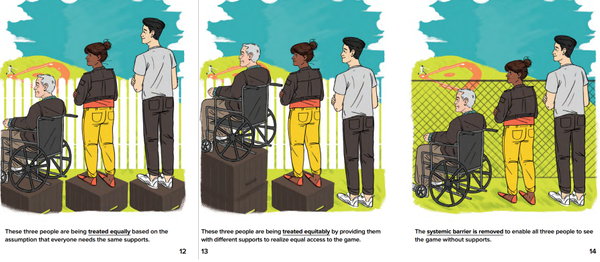 These three people are being treated equally based on the
assumption that everyone needs the same supports.
12
These three people are being treated equitably by providing them
with different supports to realize equal access to the game.
13
The systemic barrier is removed to enable all three people to see
the game without supports.
14